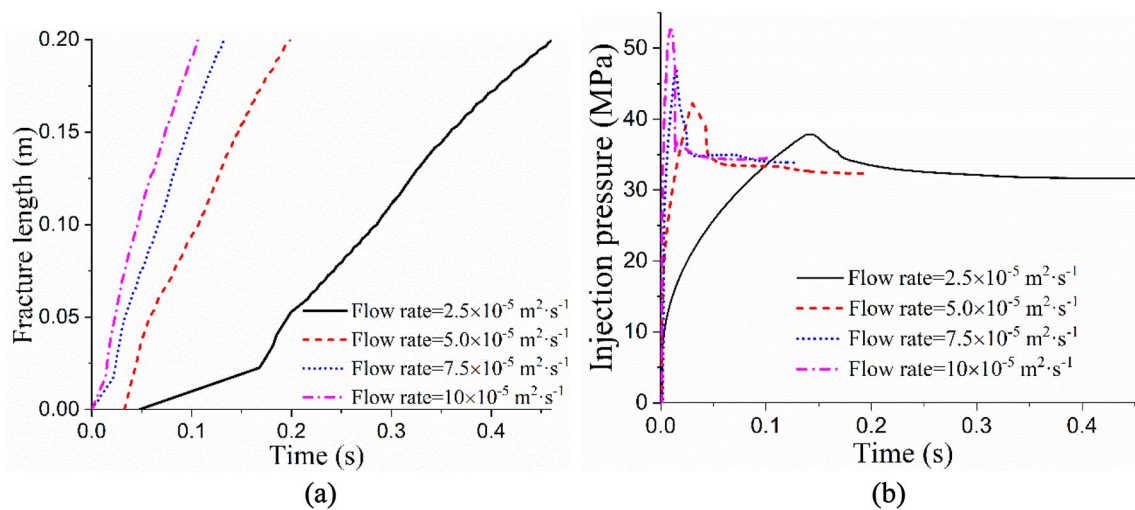 0.20
0.15
0.10
0.05
0.00
Fracture length (m)
Flow rate=2.5×10⁻⁵ m²·s⁻¹
Flow rate=5.0×10⁻⁵ m²·s⁻¹
Flow rate=7.5×10⁻⁵ m²·s⁻¹
Flow rate=10×10⁻⁵ m²·s⁻¹
0.0 0.1 0.2 0.3 0.4
Time (s)
(a)
50
40
30
20
10
0
Injection pressure (MPa)
Flow rate=2.5×10⁻⁵ m²·s⁻¹
Flow rate=5.0×10⁻⁵ m²·s⁻¹
Flow rate=7.5×10⁻⁵ m²·s⁻¹
Flow rate=10×10⁻⁵ m²·s⁻¹
0.0 0.1 0.2 0.3 0.4
Time (s)
(b)